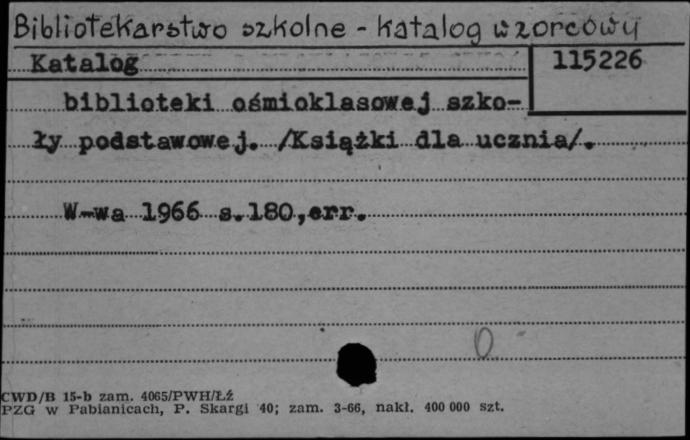 Bibliotekarstwo szkolne - katalog wzorcowy
Katalog
115226
biblioteki ośmioklasowej szko-
ły podstawowej. /Książki dla ucznia/.
W-wa 1966 s.180,err.
0
CWD/B 15-b zam. 4065/PWH/Łź
PZG w Pabianicach, P. Skargi 40; zam. 3-66, nakł. 400 000 szt.